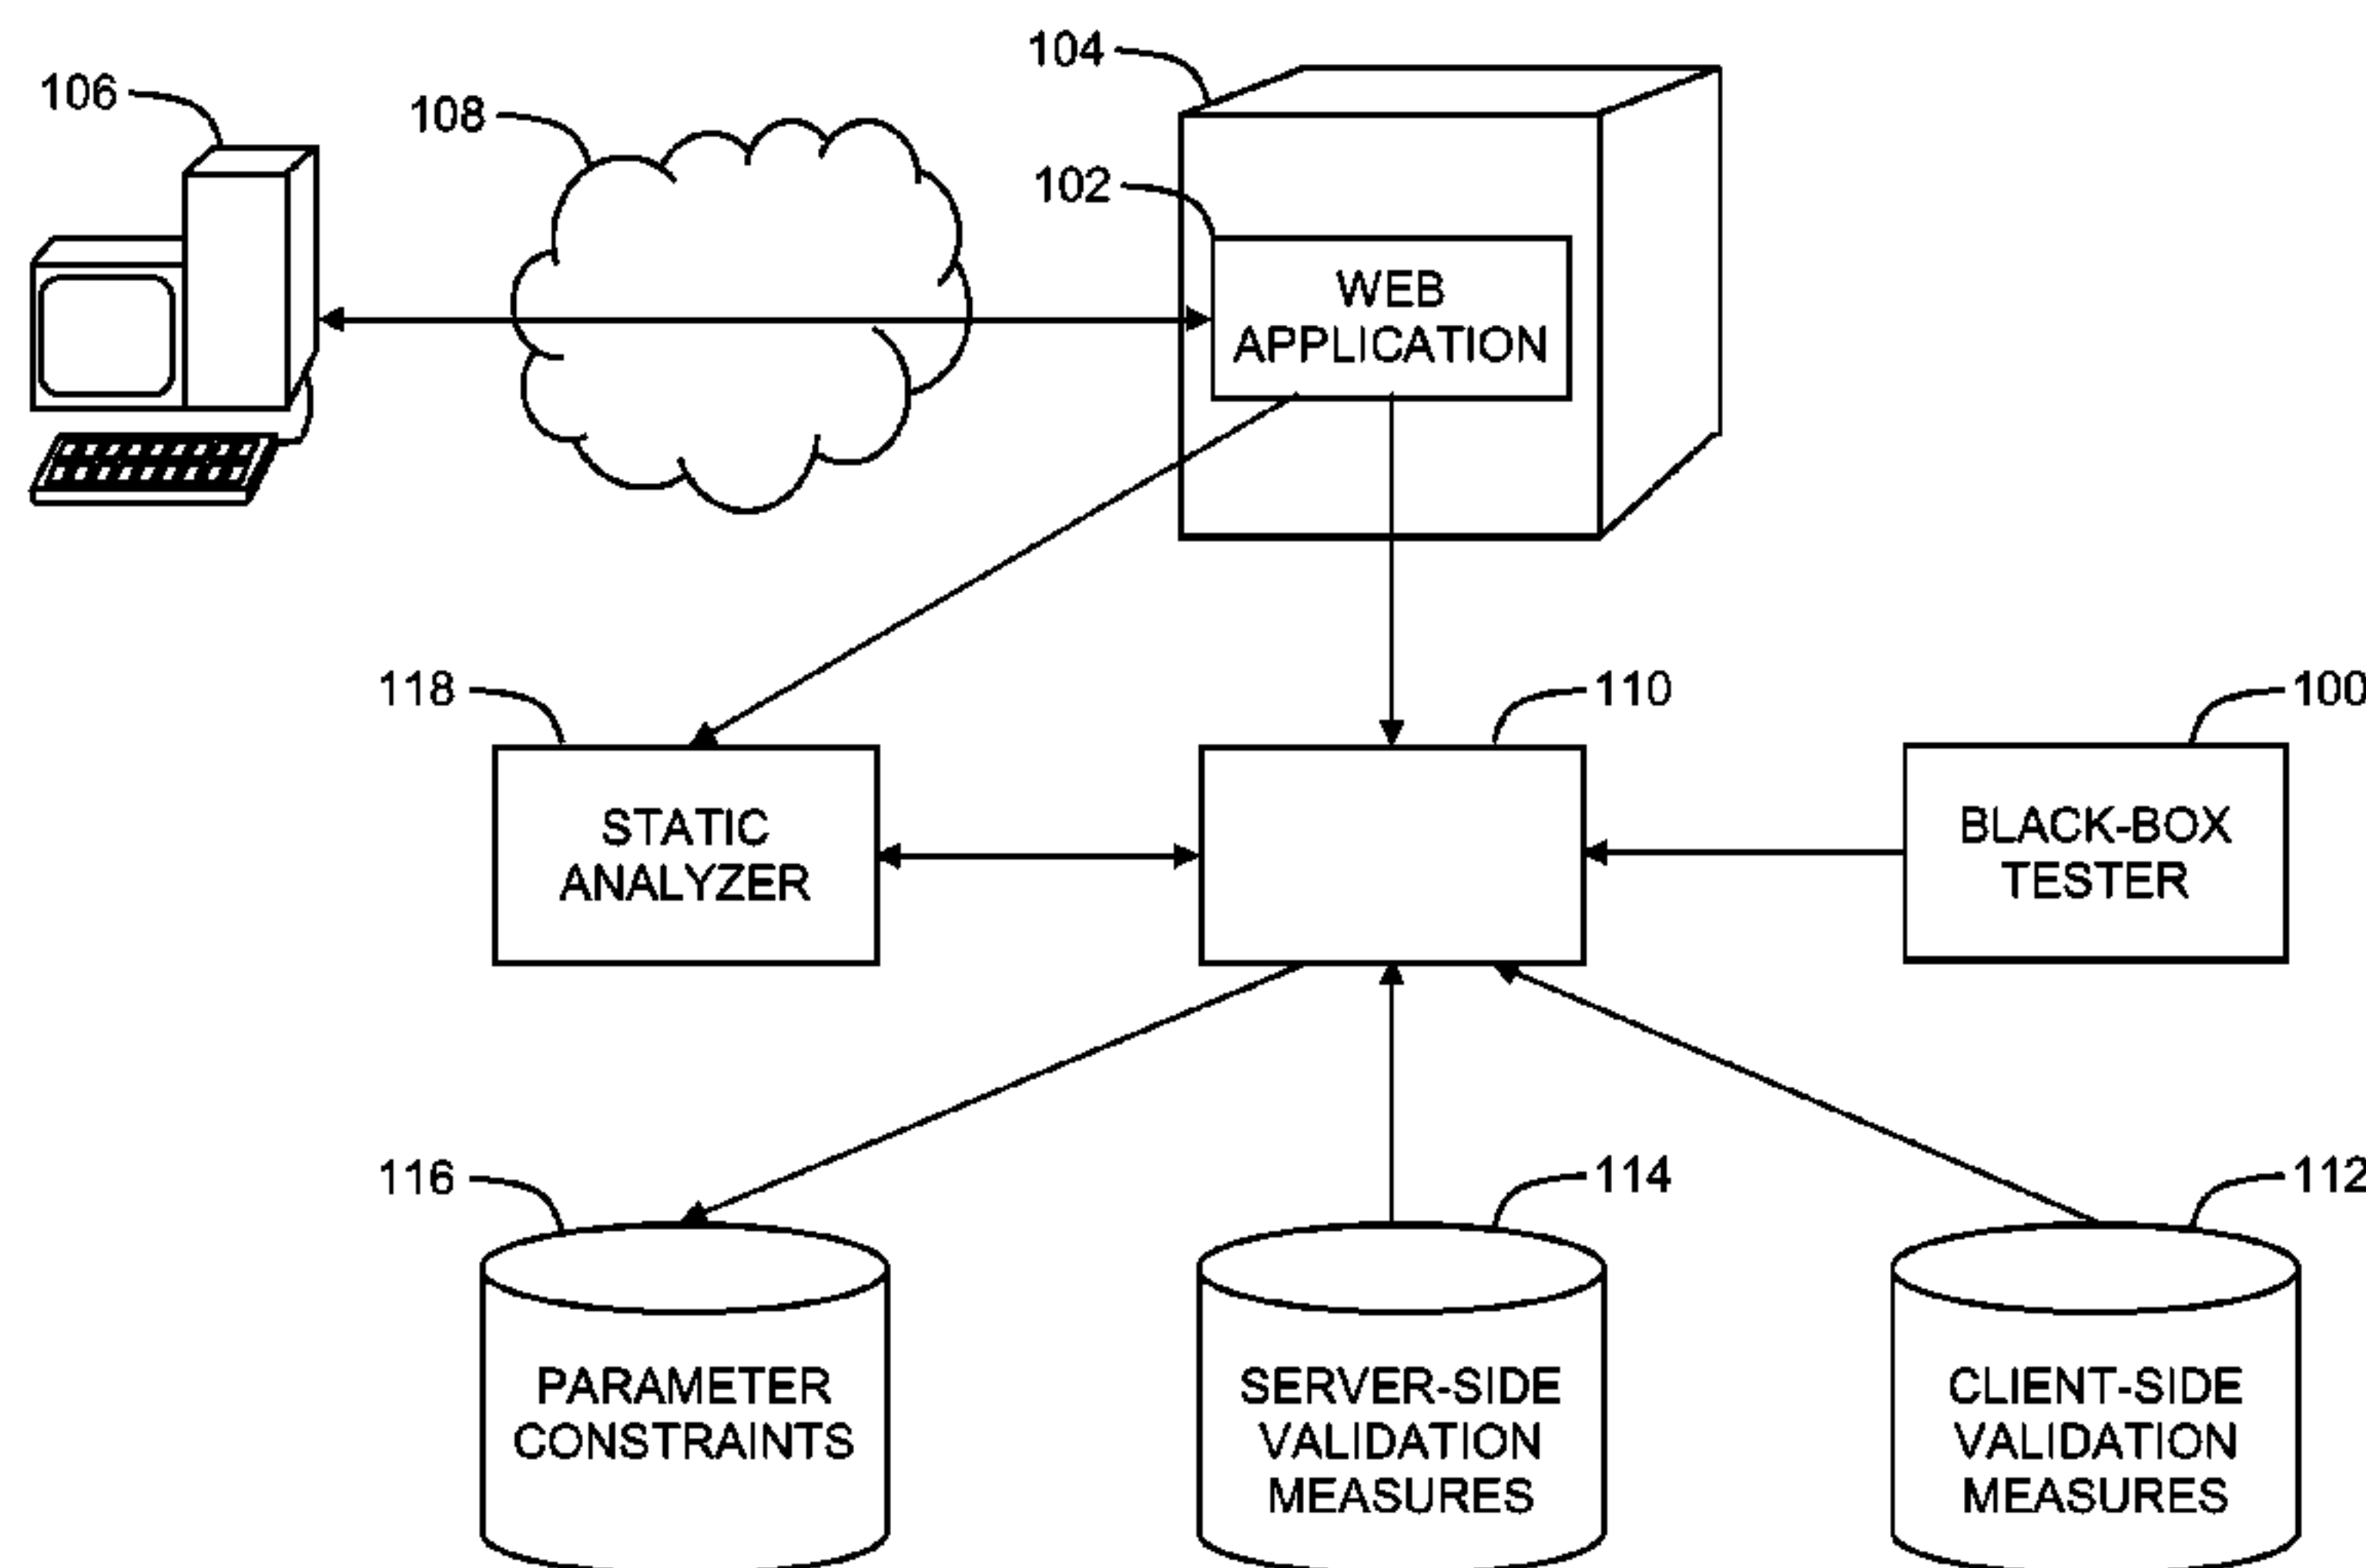 104
106
108
102
WEB
APPLICATION
118
110
100
STATIC
ANALYZER
BLACK-BOX
TESTER
116
114
112
PARAMETER
CONSTRAINTS
SERVER-SIDE
VALIDATION
MEASURES
CLIENT-SIDE
VALIDATION
MEASURES